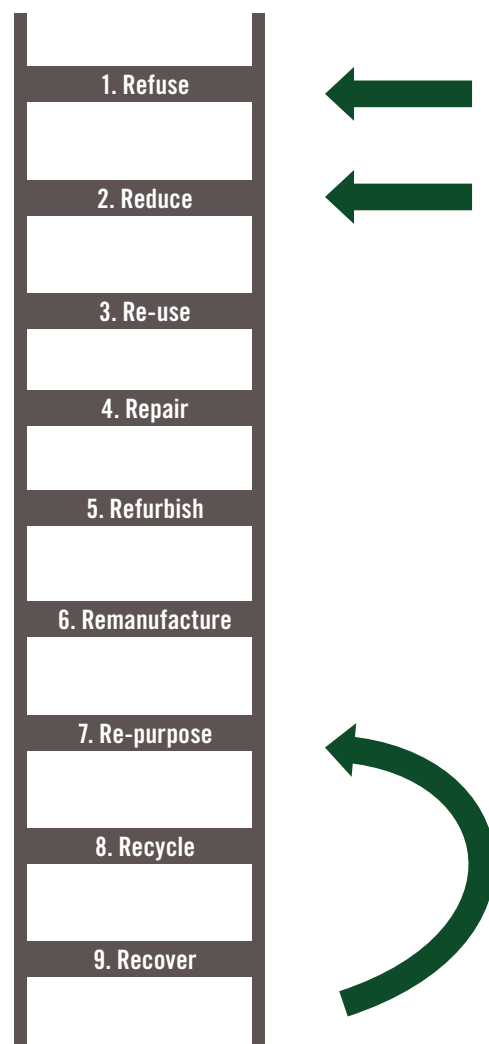 1. Refuse
2. Reduce
3. Re-use
4. Repair
5. Refurbish
6. Remanufacture
7. Re-purpose
8. Recycle
9. Recover